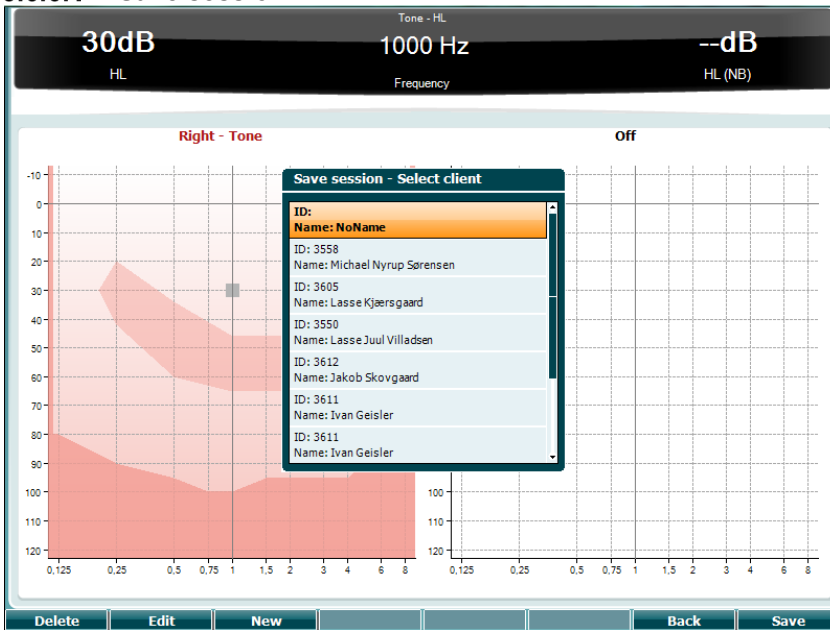 Tone - HL
30dB
1000 Hz
--dB
HL
Frequency
HL (NB)
Right - Tone
Off
Save session - Select client
ID:
Name: NoName
ID: 3558
Name: Michael Nyrup Sørensen
ID: 3605
Name: Lasse Kjærsgaard
ID: 3550
Name: Lasse Juul Villadsen
ID: 3612
Name: Jakob Skovgaard
ID: 3611
Name: Ivan Geisler
ID: 3611
Name: Ivan Geisler
-10
0
10
20
30
40
50
60
70
80
90
100
110
120
0,125 0,25 0,5 0,75 1 1,5 2 3 4 6 8
100
110
120
0,125 0,25 0,5 0,75 1 1,5 2 3 4 6 8
Delete Edit New Back Save